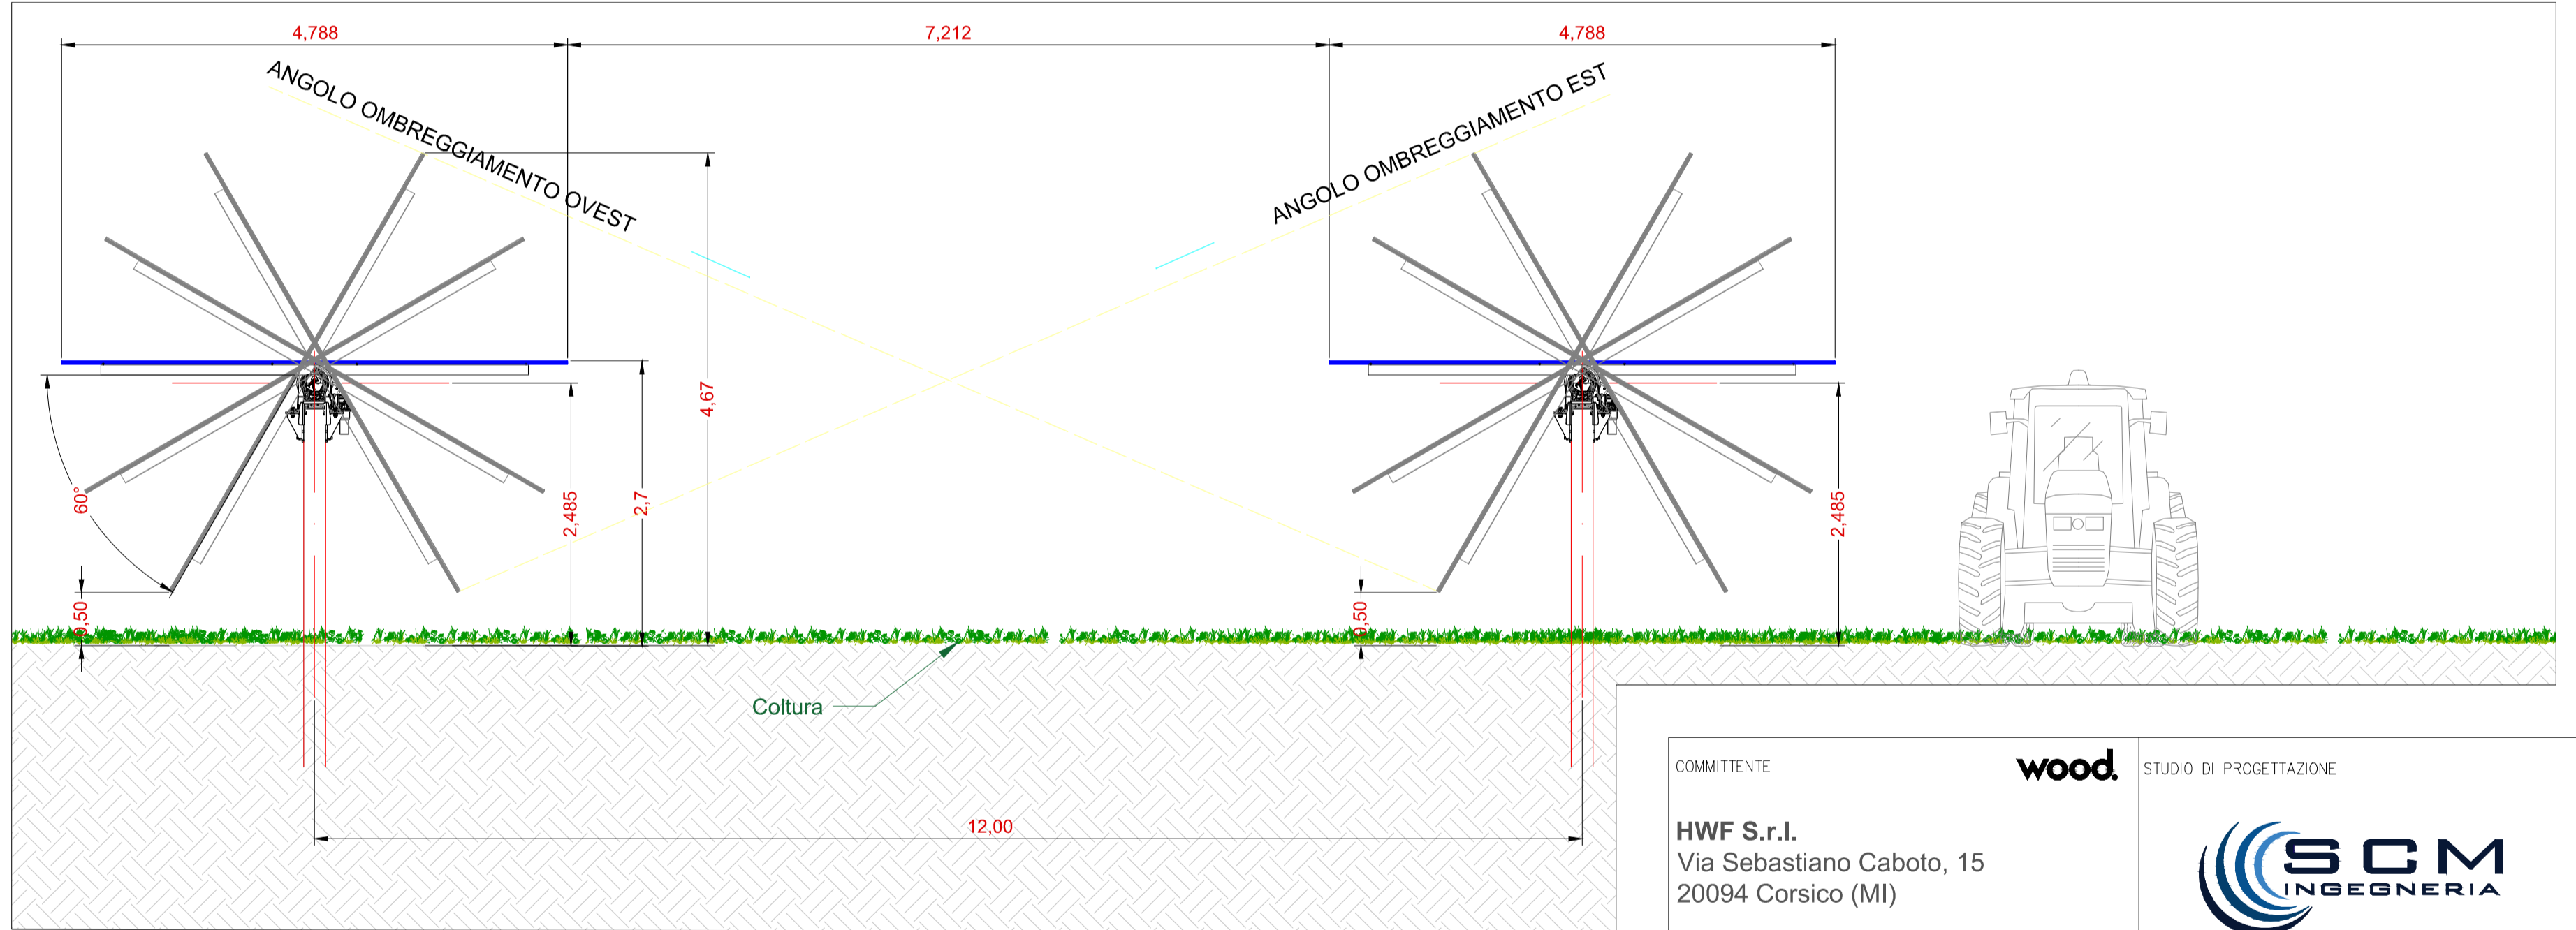 4,788
7,212
4,788
ANGOLO OMBREGGIAMENTO OVEST
ANGOLO OMBREGGIAMENTO EST
4,67
60°
2,485
2,7
2,485
0,50
0,50
Coltura
12,00
COMMITTENTE
wood.
STUDIO DI PROGETTAZIONE
HWF S.r.l.
Via Sebastiano Caboto, 15
20094 Corsico (MI)
SCM
INGEGNERIA